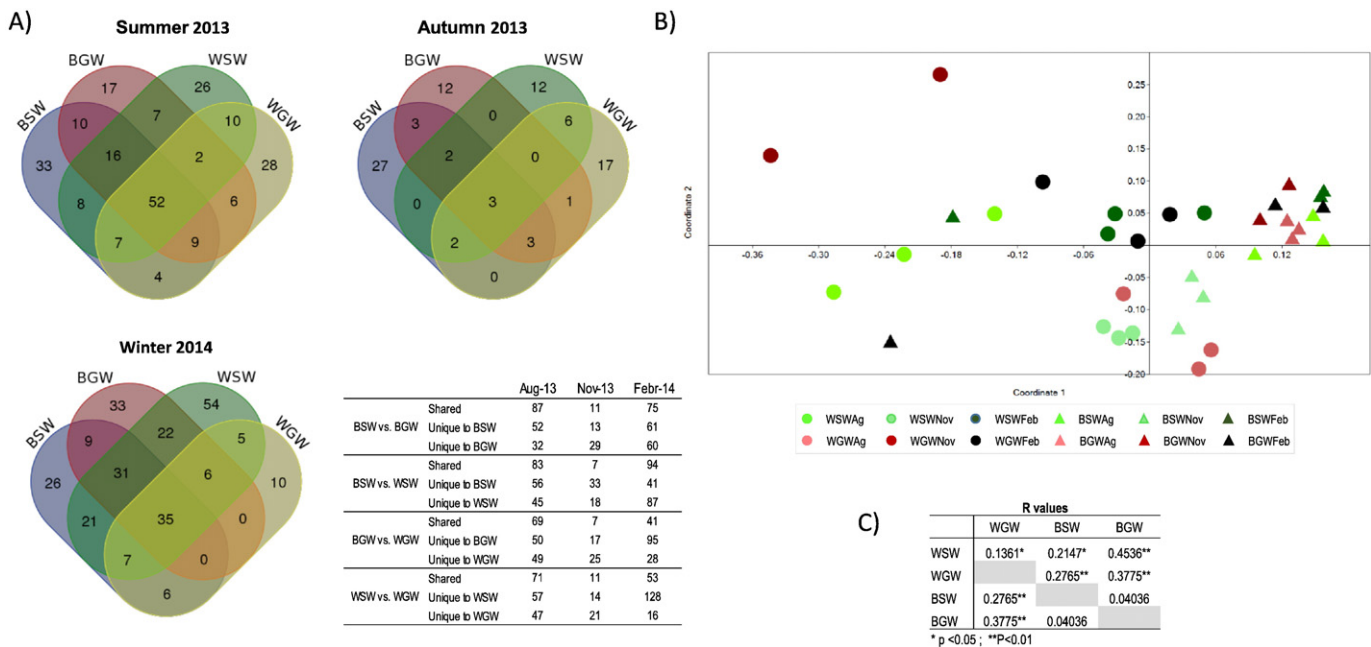 A)
Summer 2013
BGW WSW
BSW WGW
17 26
10 7 10
33 16 2 28
8 52 6
7 9
4
Autumn 2013
BGW WSW
BSW WGW
12 12
3 0 6
27 2 0 17
0 3 1
2 3
0
Winter 2014
BGW WSW
BSW WGW
33 54
9 22 5
26 31 6 10
21 35 0
7 0
6
Aug-13 Nov-13 Febr-14
Shared 87 11 75
BSW vs. BGW Unique to BSW 52 13 61
Unique to BGW 32 29 60
Shared 83 7 94
BSW vs. WSW Unique to BSW 56 33 41
Unique to WSW 45 18 87
Shared 69 7 41
BGW vs. WGW Unique to BGW 50 17 95
Unique to WGW 49 25 28
Shared 71 11 53
WSW vs. WGW Unique to WSW 57 14 128
Unique to WGW 47 21 16
B)
0.25
0.20
0.15
0.10
0.05
-0.36 -0.30 -0.24 -0.18 -0.12 -0.06 0.06 0.12
-0.05
-0.10
-0.15
-0.20
Coordinate 2
Coordinate 1
WSWAg WSWNov WSWFeb BSWAg BSWNov BSWFeb
WGWAg WGWNov WGWFeb BGWAg BGWNov BGWFeb
C)
R values
WGW BSW BGW
WSW 0.1361* 0.2147* 0.4536**
WGW 0.2765** 0.3775**
BSW 0.2765** 0.04036
BGW 0.3775** 0.04036
* p <0.05 ; **P<0.01